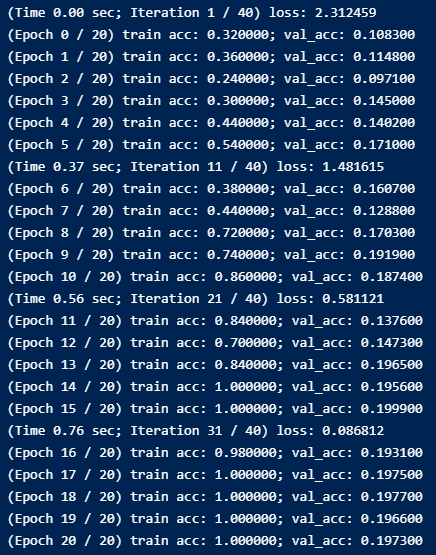 (Time 0.00 sec; Iteration 1 / 40) loss: 2.312459
(Epoch 0 / 20) train acc: 0.320000; val_acc: 0.108300
(Epoch 1 / 20) train acc: 0.360000; val_acc: 0.114800
(Epoch 2 / 20) train acc: 0.240000; val_acc: 0.097100
(Epoch 3 / 20) train acc: 0.300000; val_acc: 0.145000
(Epoch 4 / 20) train acc: 0.440000; val_acc: 0.140200
(Epoch 5 / 20) train acc: 0.540000; val_acc: 0.171000
(Time 0.37 sec; Iteration 11 / 40) loss: 1.481615
(Epoch 6 / 20) train acc: 0.380000; val_acc: 0.160700
(Epoch 7 / 20) train acc: 0.440000; val_acc: 0.128800
(Epoch 8 / 20) train acc: 0.720000; val_acc: 0.170300
(Epoch 9 / 20) train acc: 0.740000; val_acc: 0.191900
(Epoch 10 / 20) train acc: 0.860000; val_acc: 0.187400
(Time 0.56 sec; Iteration 21 / 40) loss: 0.581121
(Epoch 11 / 20) train acc: 0.840000; val_acc: 0.137600
(Epoch 12 / 20) train acc: 0.700000; val_acc: 0.147300
(Epoch 13 / 20) train acc: 0.840000; val_acc: 0.196500
(Epoch 14 / 20) train acc: 1.000000; val_acc: 0.195600
(Epoch 15 / 20) train acc: 1.000000; val_acc: 0.199900
(Time 0.76 sec; Iteration 31 / 40) loss: 0.086812
(Epoch 16 / 20) train acc: 0.980000; val_acc: 0.193100
(Epoch 17 / 20) train acc: 1.000000; val_acc: 0.197500
(Epoch 18 / 20) train acc: 1.000000; val_acc: 0.197700
(Epoch 19 / 20) train acc: 1.000000; val_acc: 0.196600
(Epoch 20 / 20) train acc: 1.000000; val_acc: 0.197300